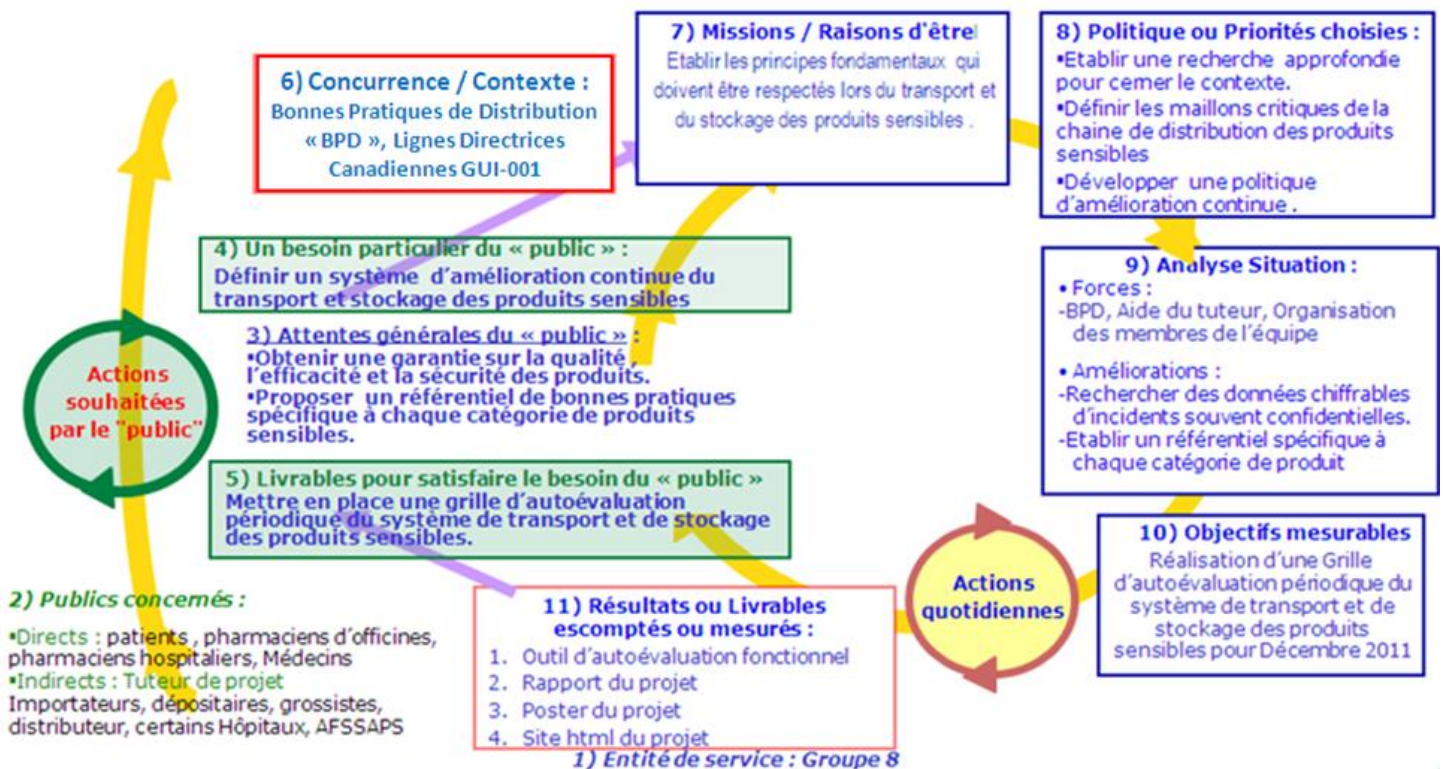 6) Concurrence / Contexte :
Bonnes Pratiques de Distribution
« BPD », Lignes Directrices
Canadiennes GUI-001
7) Missions / Raisons d'être
Etablir les principes fondamentaux qui
doivent être respectés lors du transport et
du stockage des produits sensibles .
8) Politique ou Priorités choisies :
▪Etablir une recherche approfondie
pour cerner le contexte.
▪Définir les maillons critiques de la
chaine de distribution des produits
sensibles
▪Développer une politique
d'amélioration continue .
4) Un besoin particulier du « public » :
Définir un système d'amélioration continue du
transport et stockage des produits sensibles
3) Attentes générales du « public » :
▪Obtenir une garantie sur la qualité ,
l'efficacité et la sécurité des produits.
▪Proposer un référentiel de bonnes pratiques
spécifique à chaque catégorie de produits
sensibles.
Actions
souhaitées
par le "public"
5) Livrables pour satisfaire le besoin du « public »
Mettre en place une grille d'autoévaluation
périodique du système de transport et de stockage
des produits sensibles.
9) Analyse Situation :
• Forces :
-BPD, Aide du tuteur, Organisation
des membres de l'équipe
• Améliorations :
-Rechercher des données chiffrables
d'incidents souvent confidentielles.
-Etablir un référentiel spécifique à
chaque catégorie de produit
10) Objectifs mesurables
Réalisation d'une Grille
d'autoévaluation périodique du
système de transport et de
stockage des produits
sensibles pour Décembre 2011
Actions
quotidiennes
11) Résultats ou Livrables
escomptés ou mesurés :
1. Outil d'autoévaluation fonctionnel
2. Rapport du projet
3. Poster du projet
4. Site html du projet
2) Publics concernés :
▪Directs : patients , pharmaciens d'officines,
pharmaciens hospitaliers, Médecins
▪Indirects : Tuteur de projet
Importateurs, dépositaires, grossistes,
distributeur, certains Hôpitaux, AFSSAPS
1) Entité de service : Groupe 8